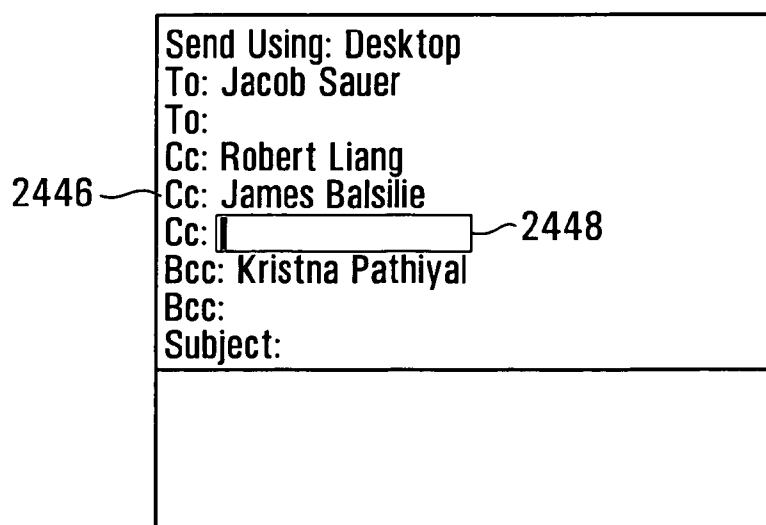 Send Using: Desktop
To: Jacob Sauer
To:
Cc: Robert Liang
2446 Cc: James Balsilie
Cc: 2448
Bcc: Kristna Pathiyal
Bcc:
Subject: